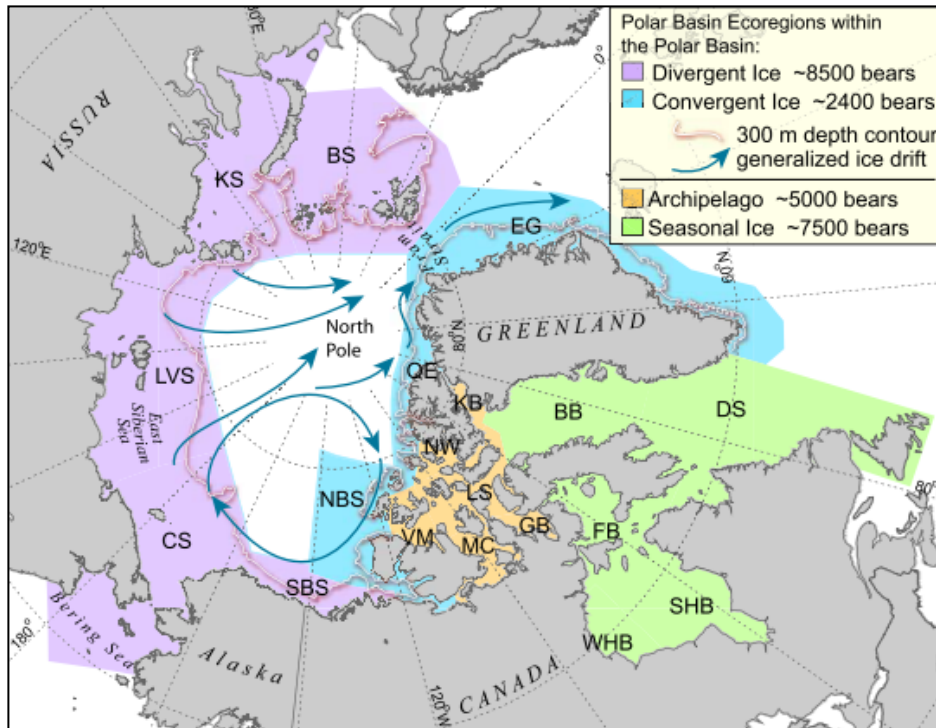 Polar Basin Ecoregions within
the Polar Basin:
Divergent Ice ~8500 bears
Convergent Ice ~2400 bears
300 m depth contour
generalized ice drift
Archipelago ~5000 bears
Seasonal Ice ~7500 bears
80°E
0°
RUSSIA
BS
KS
120°E
EG
Fram
Strait
60°N
GREENLAND
80°N
North
Pole
LVS
East
Siberian
Sea
QE
KB
BB
DS
NW
80°
NBS
LS
GB
FB
CS
VM
MC
SBS
SHB
WHB
Bering Sea
180°
Alaska
120°W
CANADA